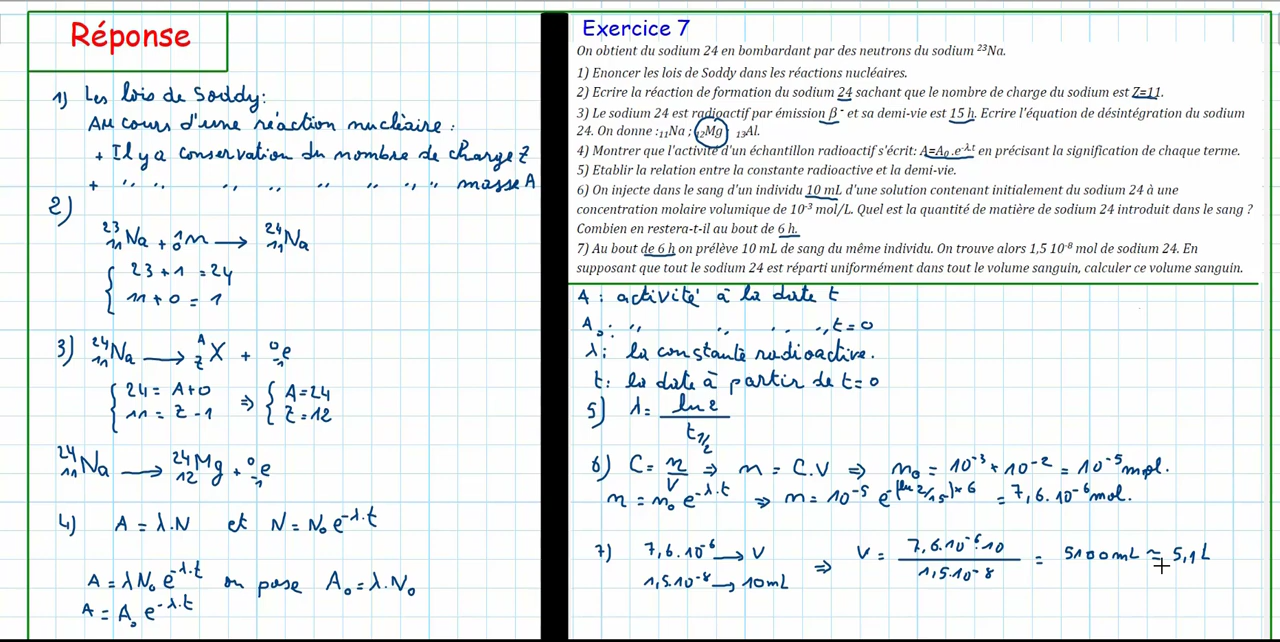 Réponse
1) Les lois de Soddy:
Au cours d'une réaction nucléaire :
+ Il y a conservation du nombre de charge Z
+ ,, ,, ,, ,, ,, ,, ,, ,, masse A
2)
²³₁₁Na + ¹₀n → ²⁴₁₁Na
{ 23 + 1 = 24
11 + 0 = 1
3) ²⁴₁₁Na → ᴬ_Z X + ⁰₋₁e
{ 24 = A + 0 ⇒ { A = 24
11 = Z - 1 Z = 12
²⁴₁₁Na → ²⁴₁₂Mg + ⁰₋₁e
4) A = λ.N et N = N₀ e^-λ.t
A = λ N₀ e^-λ.t on pose A₀ = λ.N₀
A = A₀ e^-λ.t
Exercice 7
On obtient du sodium 24 en bombardant par des neutrons du sodium ²³Na.
1) Enoncer les lois de Soddy dans les réactions nucléaires.
2) Ecrire la réaction de formation du sodium 24 sachant que le nombre de charge du sodium est Z=11.
3) Le sodium 24 est radioactif par émission β⁻ et sa demi-vie est 15 h. Ecrire l'équation de désintégration du sodium
24. On donne :₁₁Na ; ₁₂Mg ₁₃Al.
4) Montrer que l'activité d'un échantillon radioactif s'écrit: A=A₀.e^-λ.t en précisant la signification de chaque terme.
5) Etablir la relation entre la constante radioactive et la demi-vie.
6) On injecte dans le sang d'un individu 10 mL d'une solution contenant initialement du sodium 24 à une
concentration molaire volumique de 10⁻³ mol/L. Quel est la quantité de matière de sodium 24 introduit dans le sang ?
Combien en restera-t-il au bout de 6 h.
7) Au bout de 6 h on prélève 10 mL de sang du même individu. On trouve alors 1,5 10⁻⁸ mol de sodium 24. En
supposant que tout le sodium 24 est réparti uniformément dans tout le volume sanguin, calculer ce volume sanguin.
A : activité à la date t
A₀ : ,, ,, ,, ,, t = 0
λ : la constante radioactive.
t : la date à partir de t = 0
5) λ = ln 2 / t₁/₂
6) C = n/V ⇒ n = C.V ⇒ n₀ = 10⁻³ × 10⁻² = 10⁻⁵ mol.
n = n₀ e^-λ.t ⇒ n = 10⁻⁵ e^-(ln 2/15)×6 = 7,6.10⁻⁶ mol.
7) 7,6.10⁻⁶ → V ⇒ V = 7,6.10⁻⁶.10 / 1,5.10⁻⁸ = 5100 mL ≈ 5,1 L
1,5.10⁻⁸ → 10 mL